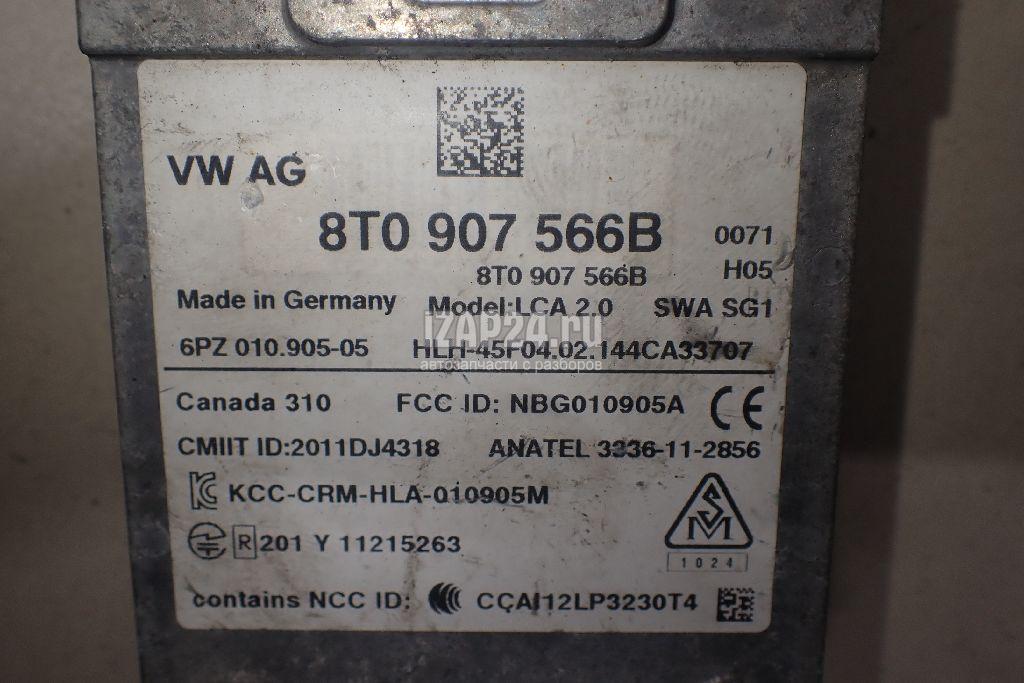 VW AG
8T0 907 566B 0071
8T0 907 566B H05
Made in Germany Model:LCA 2.0 SWA SG1
IZAP24.ru
6PZ 010.905-05 HLH-45F04.02.144CA33707
автозапчасти с разборов
Canada 310 FCC ID: NBG010905A CE
CMIIT ID:2011DJ4318 ANATEL 3336-11-2856
KCC-CRM-HLA-010905M
R 201 Y 11215263
SM
1024
contains NCC ID: CCAI12LP3230T4